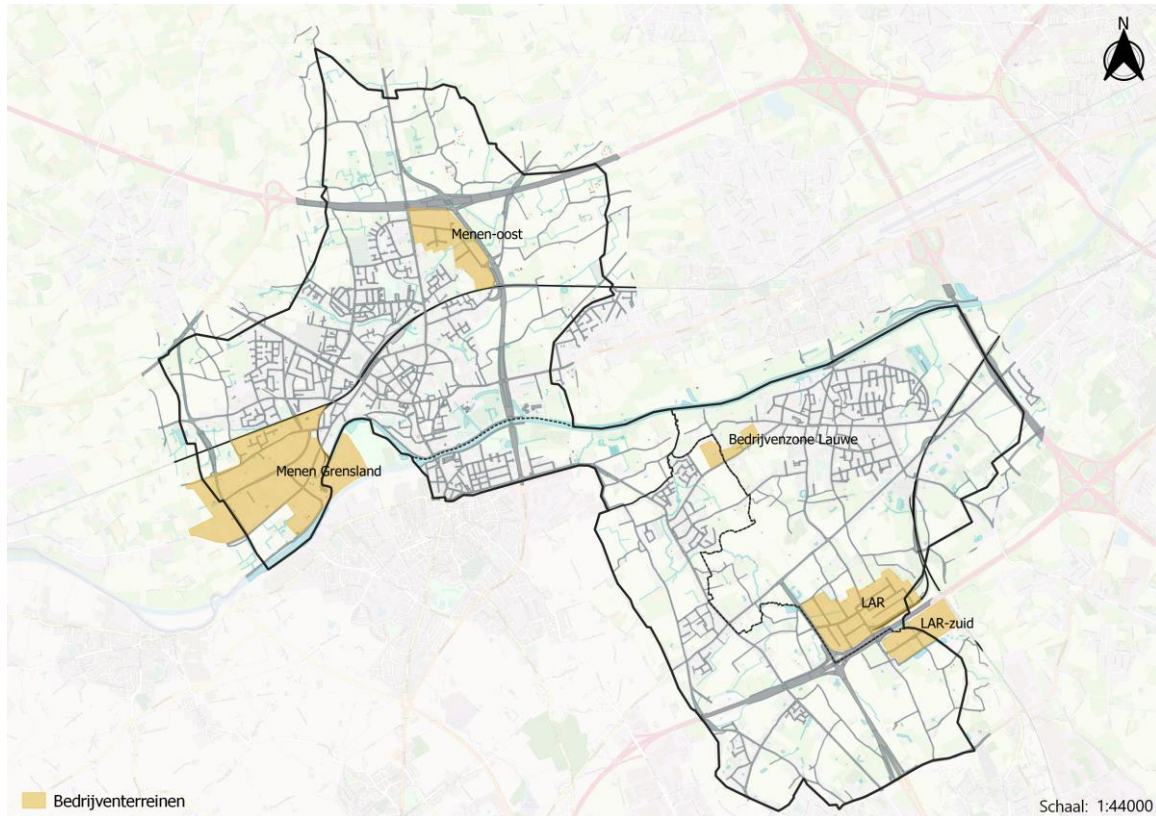 N
Menen-oost
Bedrijvenzone Lauwe
Menen Grensland
LAR
LAR-zuid
Bedrijventerreinen
Schaal: 1:44000